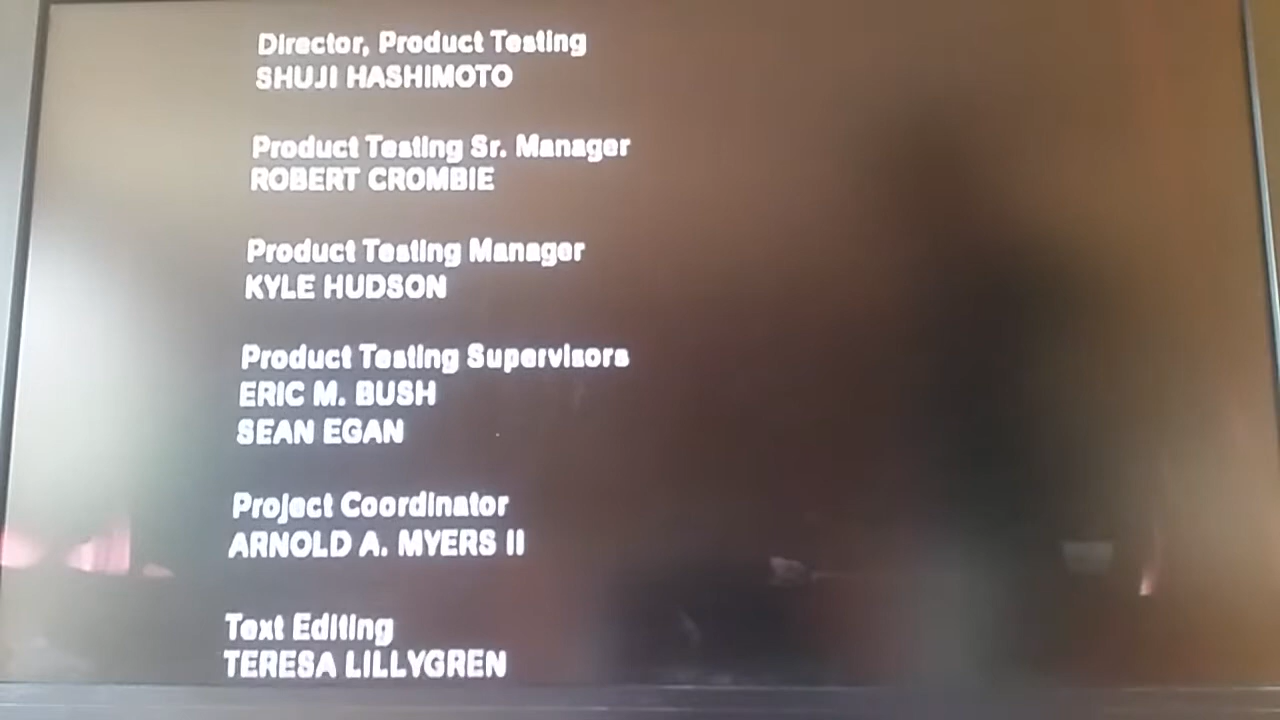 Director, Product Testing
SHUJI HASHIMOTO
Product Testing Sr. Manager
ROBERT CROMBIE
Product Testing Manager
KYLE HUDSON
Product Testing Supervisors
ERIC M. BUSH
SEAN EGAN
Project Coordinator
ARNOLD A. MYERS II
Text Editing
TERESA LILLYGREN